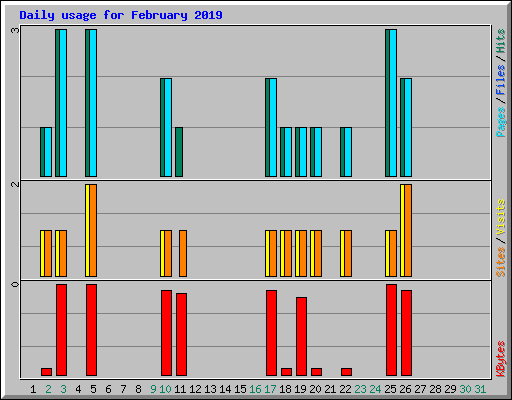 Daily usage for February 2019
3
2
0
Pages/Files/Hits
Sites/Visits
KBytes
1 2 3 4 5 6 7 8 9 10 11 12 13 14 15 16 17 18 19 20 21 22 23 24 25 26 27 28 29 30 31